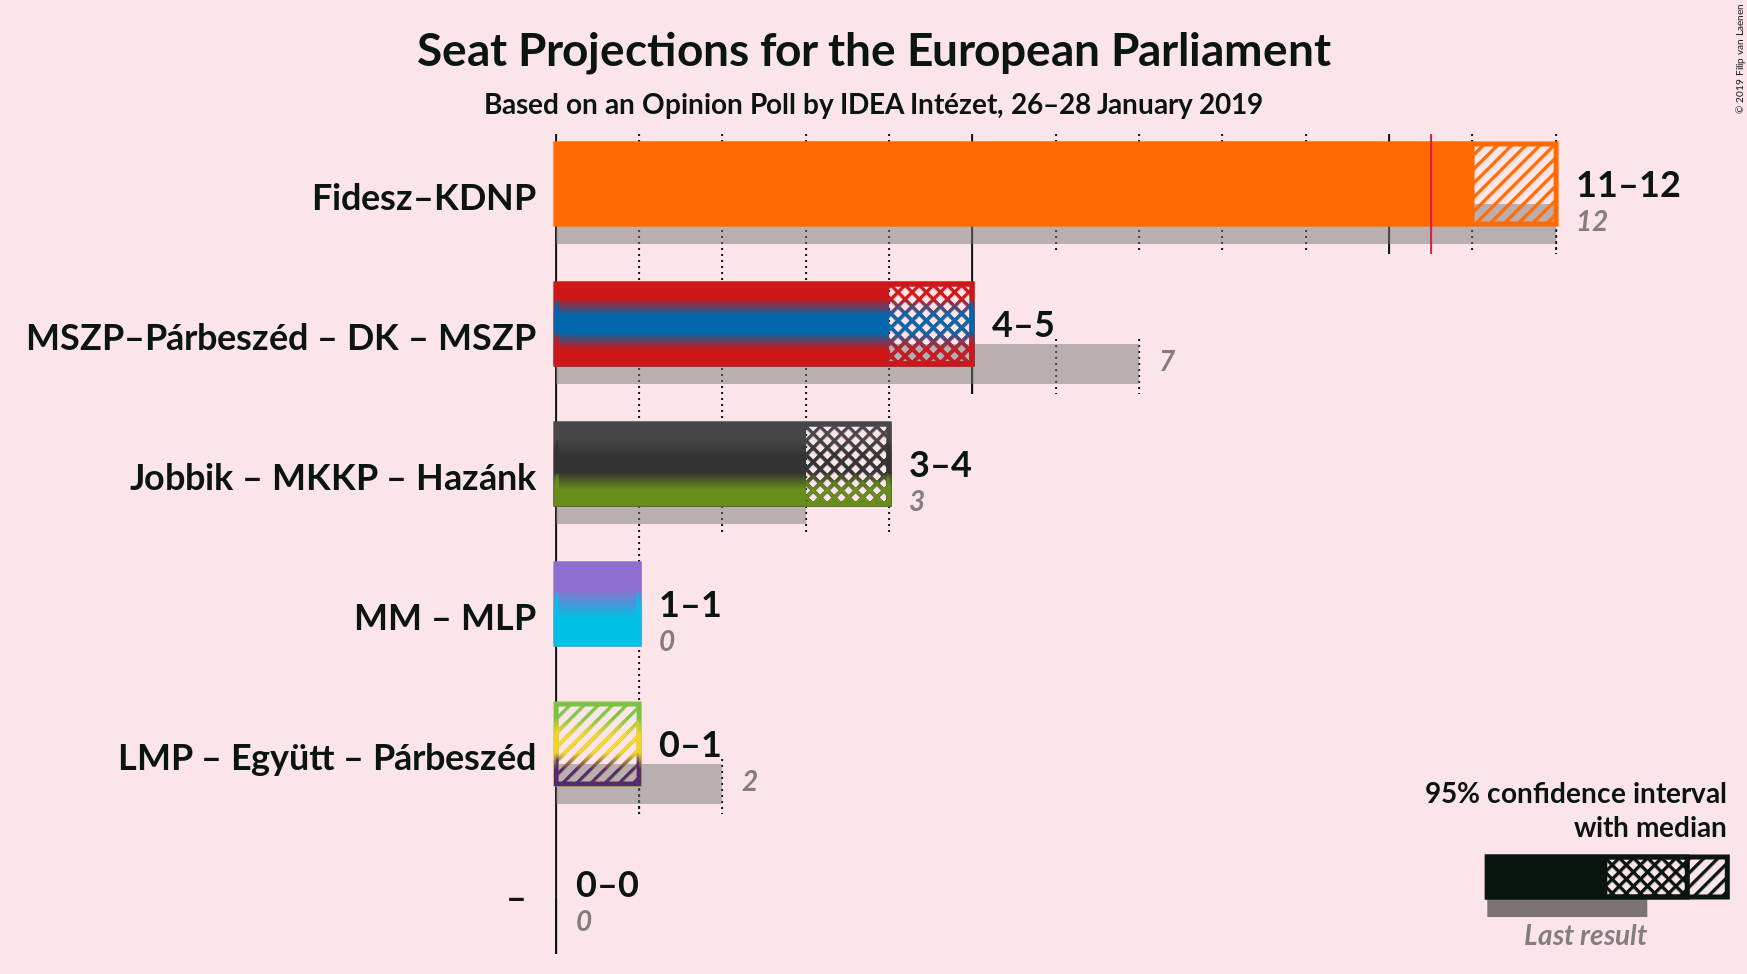 Seat Projections for the European Parliament
Based on an Opinion Poll by IDEA Intézet, 26–28 January 2019
© 2019 Filip van Laenen
Fidesz–KDNP
11–12
12
MSZP–Párbeszéd – DK – MSZP
4–5
7
Jobbik – MKKP – Hazánk
3–4
3
MM – MLP
1–1
0
LMP – Együtt – Párbeszéd
0–1
2
–
0–0
0
95% confidence interval
with median
Last result